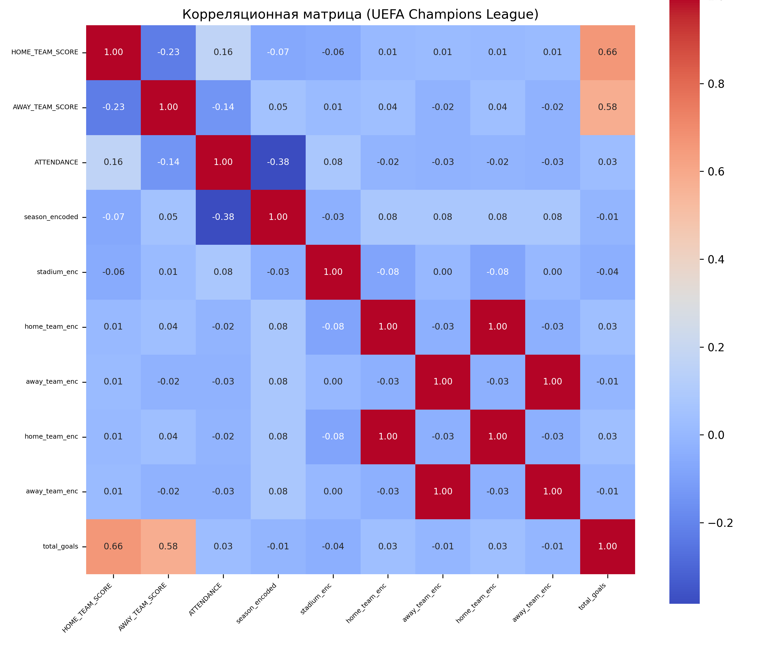 Корреляционная матрица (UEFA Champions League)
HOME_TEAM_SCORE 1.00 -0.23 0.16 -0.07 -0.06 0.01 0.01 0.01 0.01 0.66
AWAY_TEAM_SCORE -0.23 1.00 -0.14 0.05 0.01 0.04 -0.02 0.04 -0.02 0.58
ATTENDANCE 0.16 -0.14 1.00 -0.38 0.08 -0.02 -0.03 -0.02 -0.03 0.03
season_encoded -0.07 0.05 -0.38 1.00 -0.03 0.08 0.08 0.08 0.08 -0.01
stadium_enc -0.06 0.01 0.08 -0.03 1.00 -0.08 0.00 -0.08 0.00 -0.04
home_team_enc 0.01 0.04 -0.02 0.08 -0.08 1.00 -0.03 1.00 -0.03 0.03
away_team_enc 0.01 -0.02 -0.03 0.08 0.00 -0.03 1.00 -0.03 1.00 -0.01
home_team_enc 0.01 0.04 -0.02 0.08 -0.08 1.00 -0.03 1.00 -0.03 0.03
away_team_enc 0.01 -0.02 -0.03 0.08 0.00 -0.03 1.00 -0.03 1.00 -0.01
total_goals 0.66 0.58 0.03 -0.01 -0.04 0.03 -0.01 0.03 -0.01 1.00
HOME_TEAM_SCORE AWAY_TEAM_SCORE ATTENDANCE season_encoded stadium_enc home_team_enc away_team_enc home_team_enc away_team_enc total_goals
0.8
0.6
0.4
0.2
0.0
−0.2